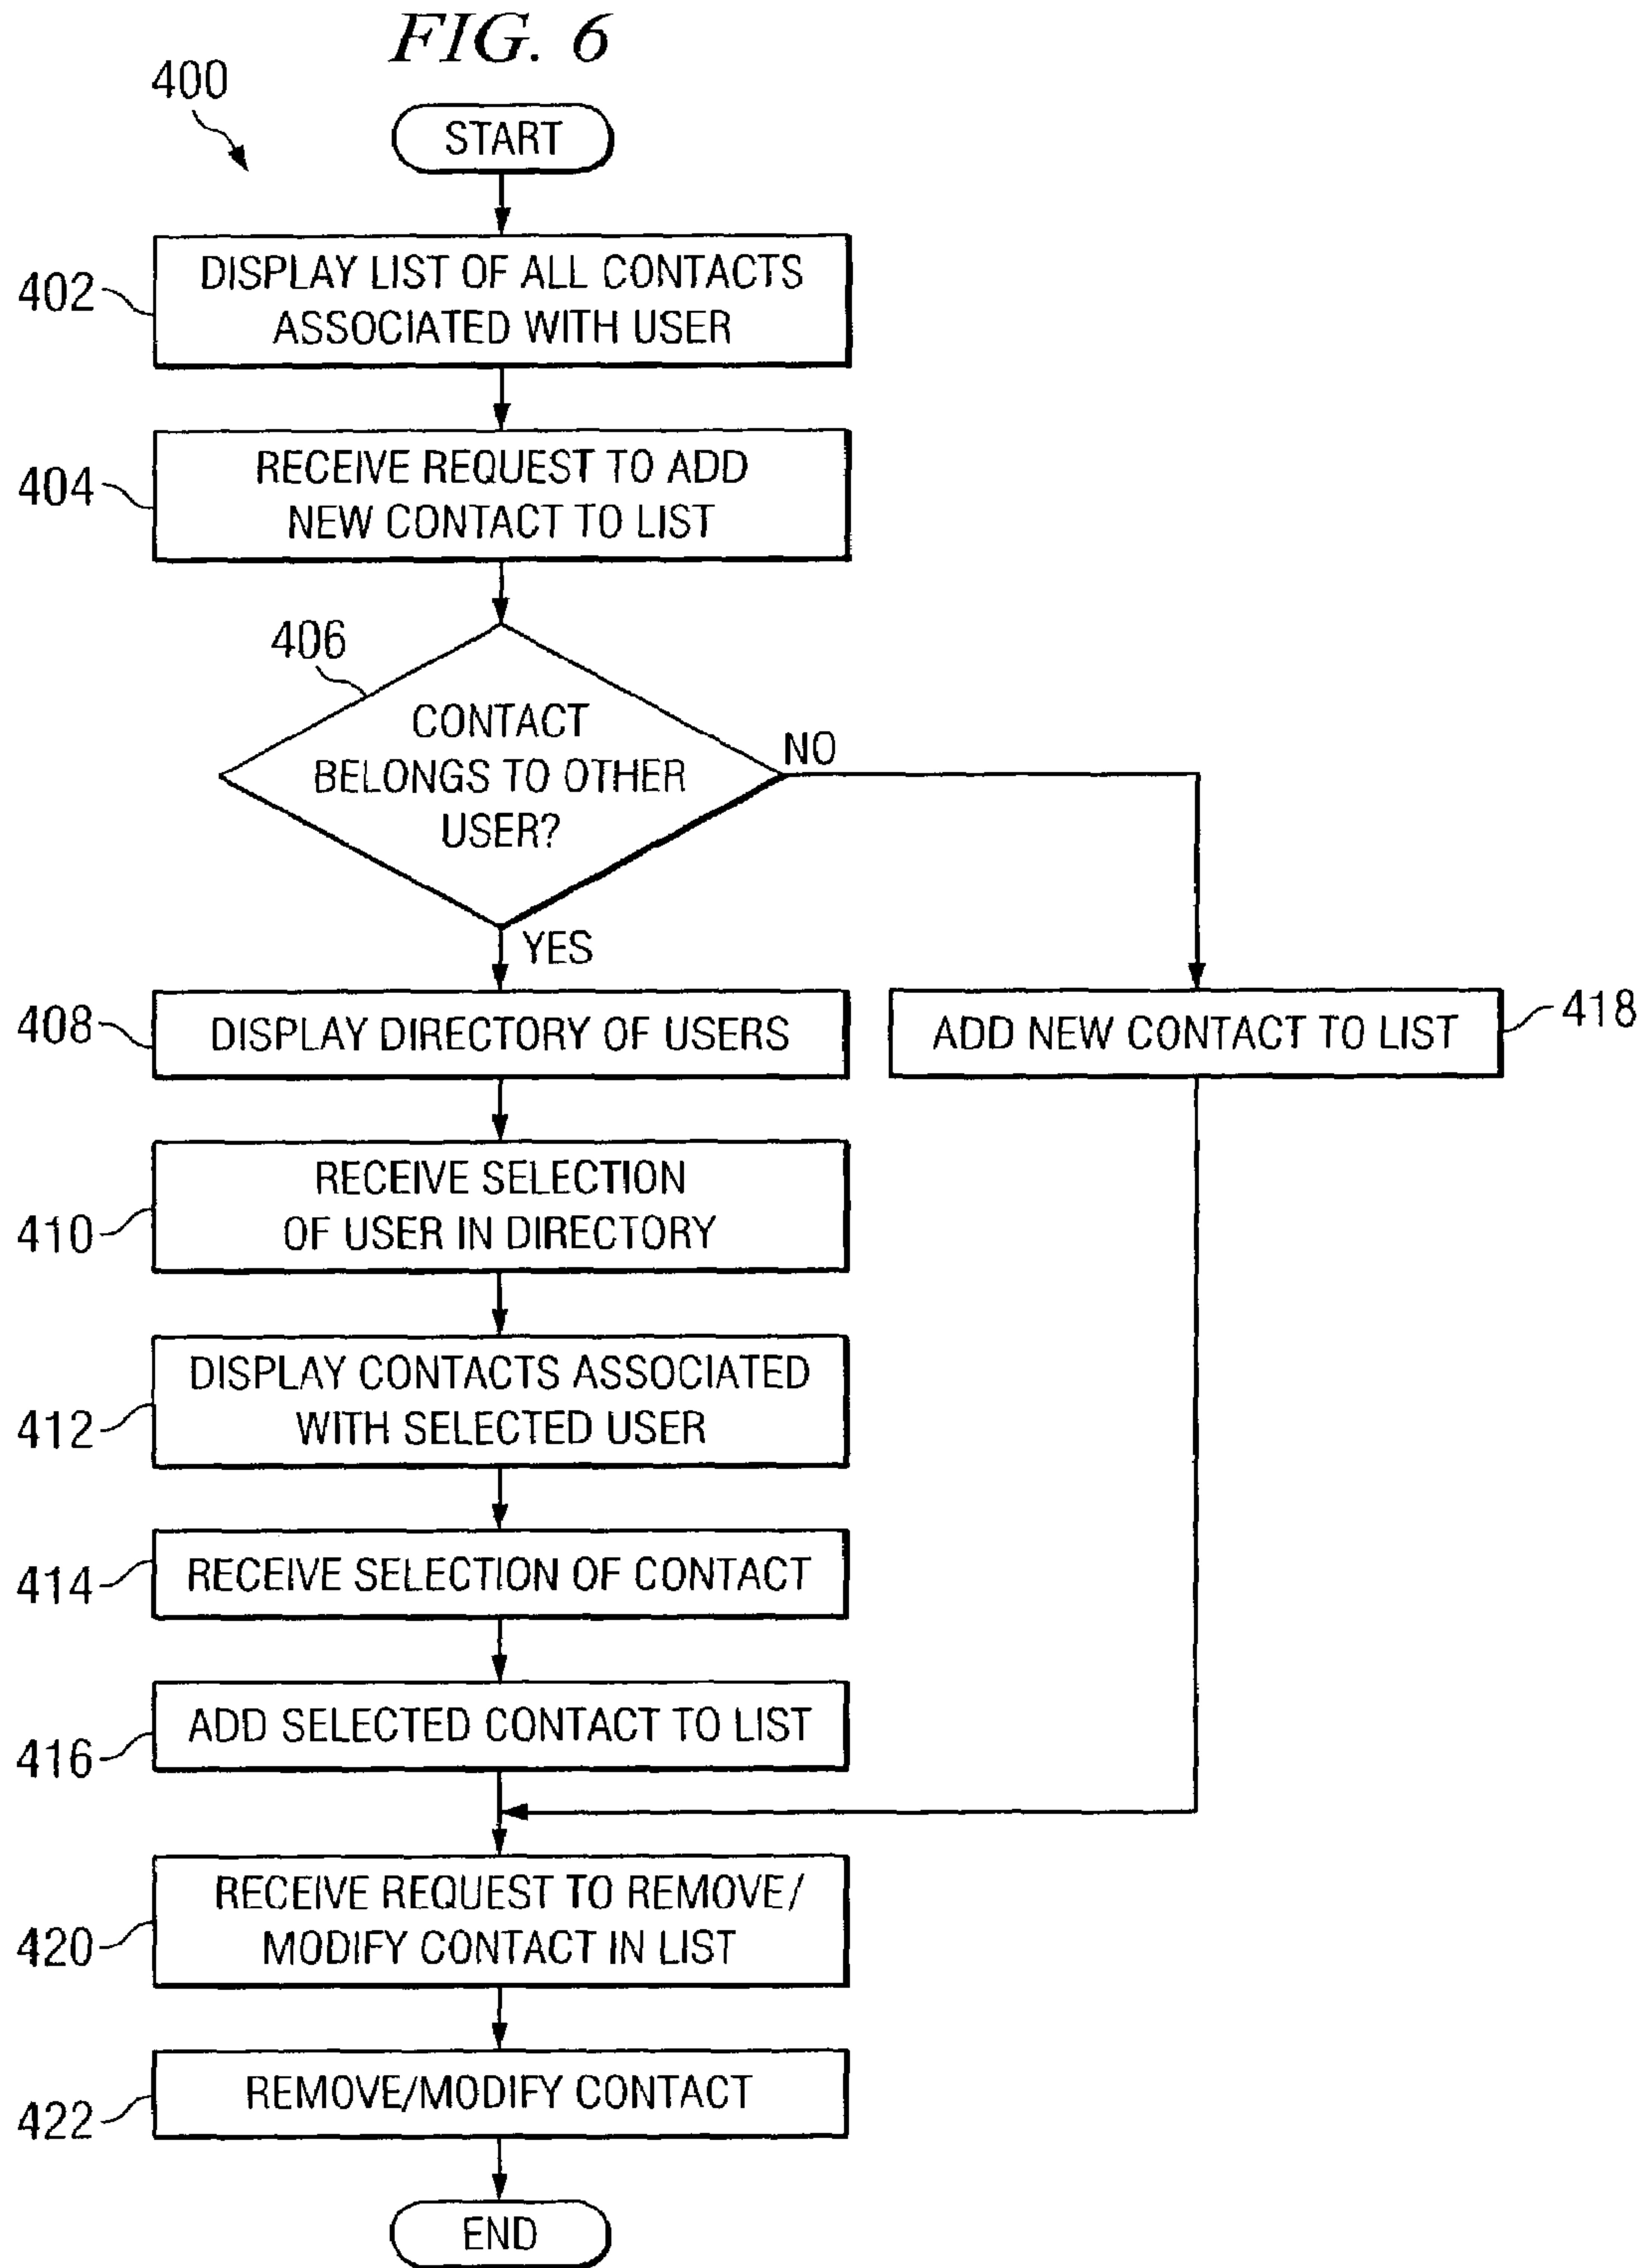 FIG. 6
400
START
402
DISPLAY LIST OF ALL CONTACTS
ASSOCIATED WITH USER
404
RECEIVE REQUEST TO ADD
NEW CONTACT TO LIST
406
CONTACT
BELONGS TO OTHER
USER?
NO
YES
408
DISPLAY DIRECTORY OF USERS
ADD NEW CONTACT TO LIST
418
410
RECEIVE SELECTION
OF USER IN DIRECTORY
412
DISPLAY CONTACTS ASSOCIATED
WITH SELECTED USER
414
RECEIVE SELECTION OF CONTACT
416
ADD SELECTED CONTACT TO LIST
420
RECEIVE REQUEST TO REMOVE/
MODIFY CONTACT IN LIST
422
REMOVE/MODIFY CONTACT
END